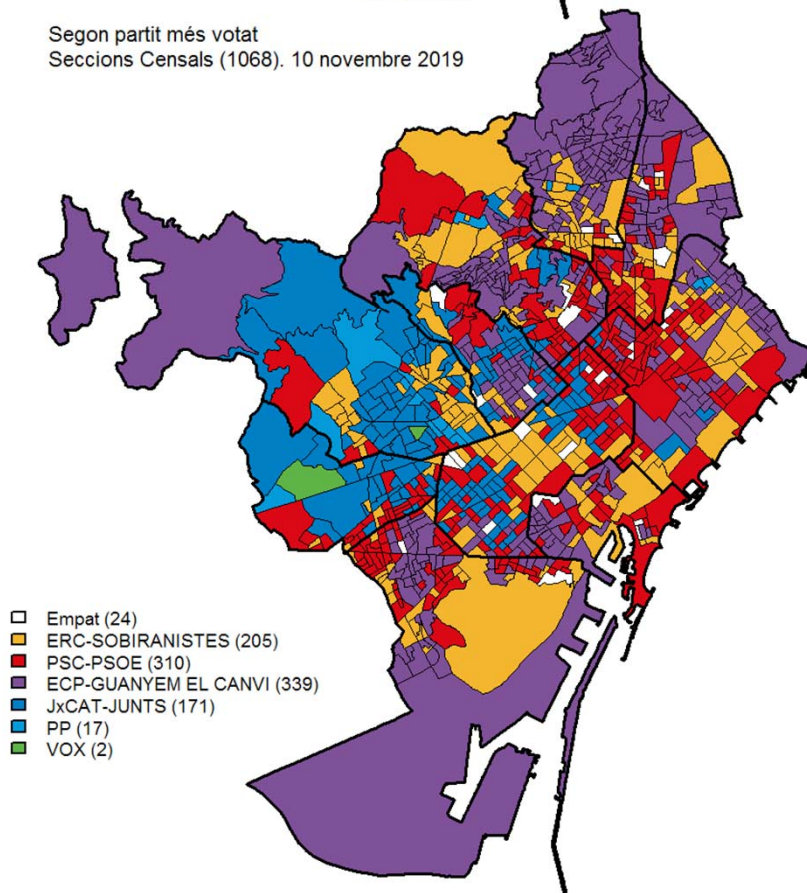 Segon partit més votat
Seccions Censals (1068). 10 novembre 2019
Empat (24)
ERC-SOBIRANISTES (205)
PSC-PSOE (310)
ECP-GUANYEM EL CANVI (339)
JxCAT-JUNTS (171)
PP (17)
VOX (2)